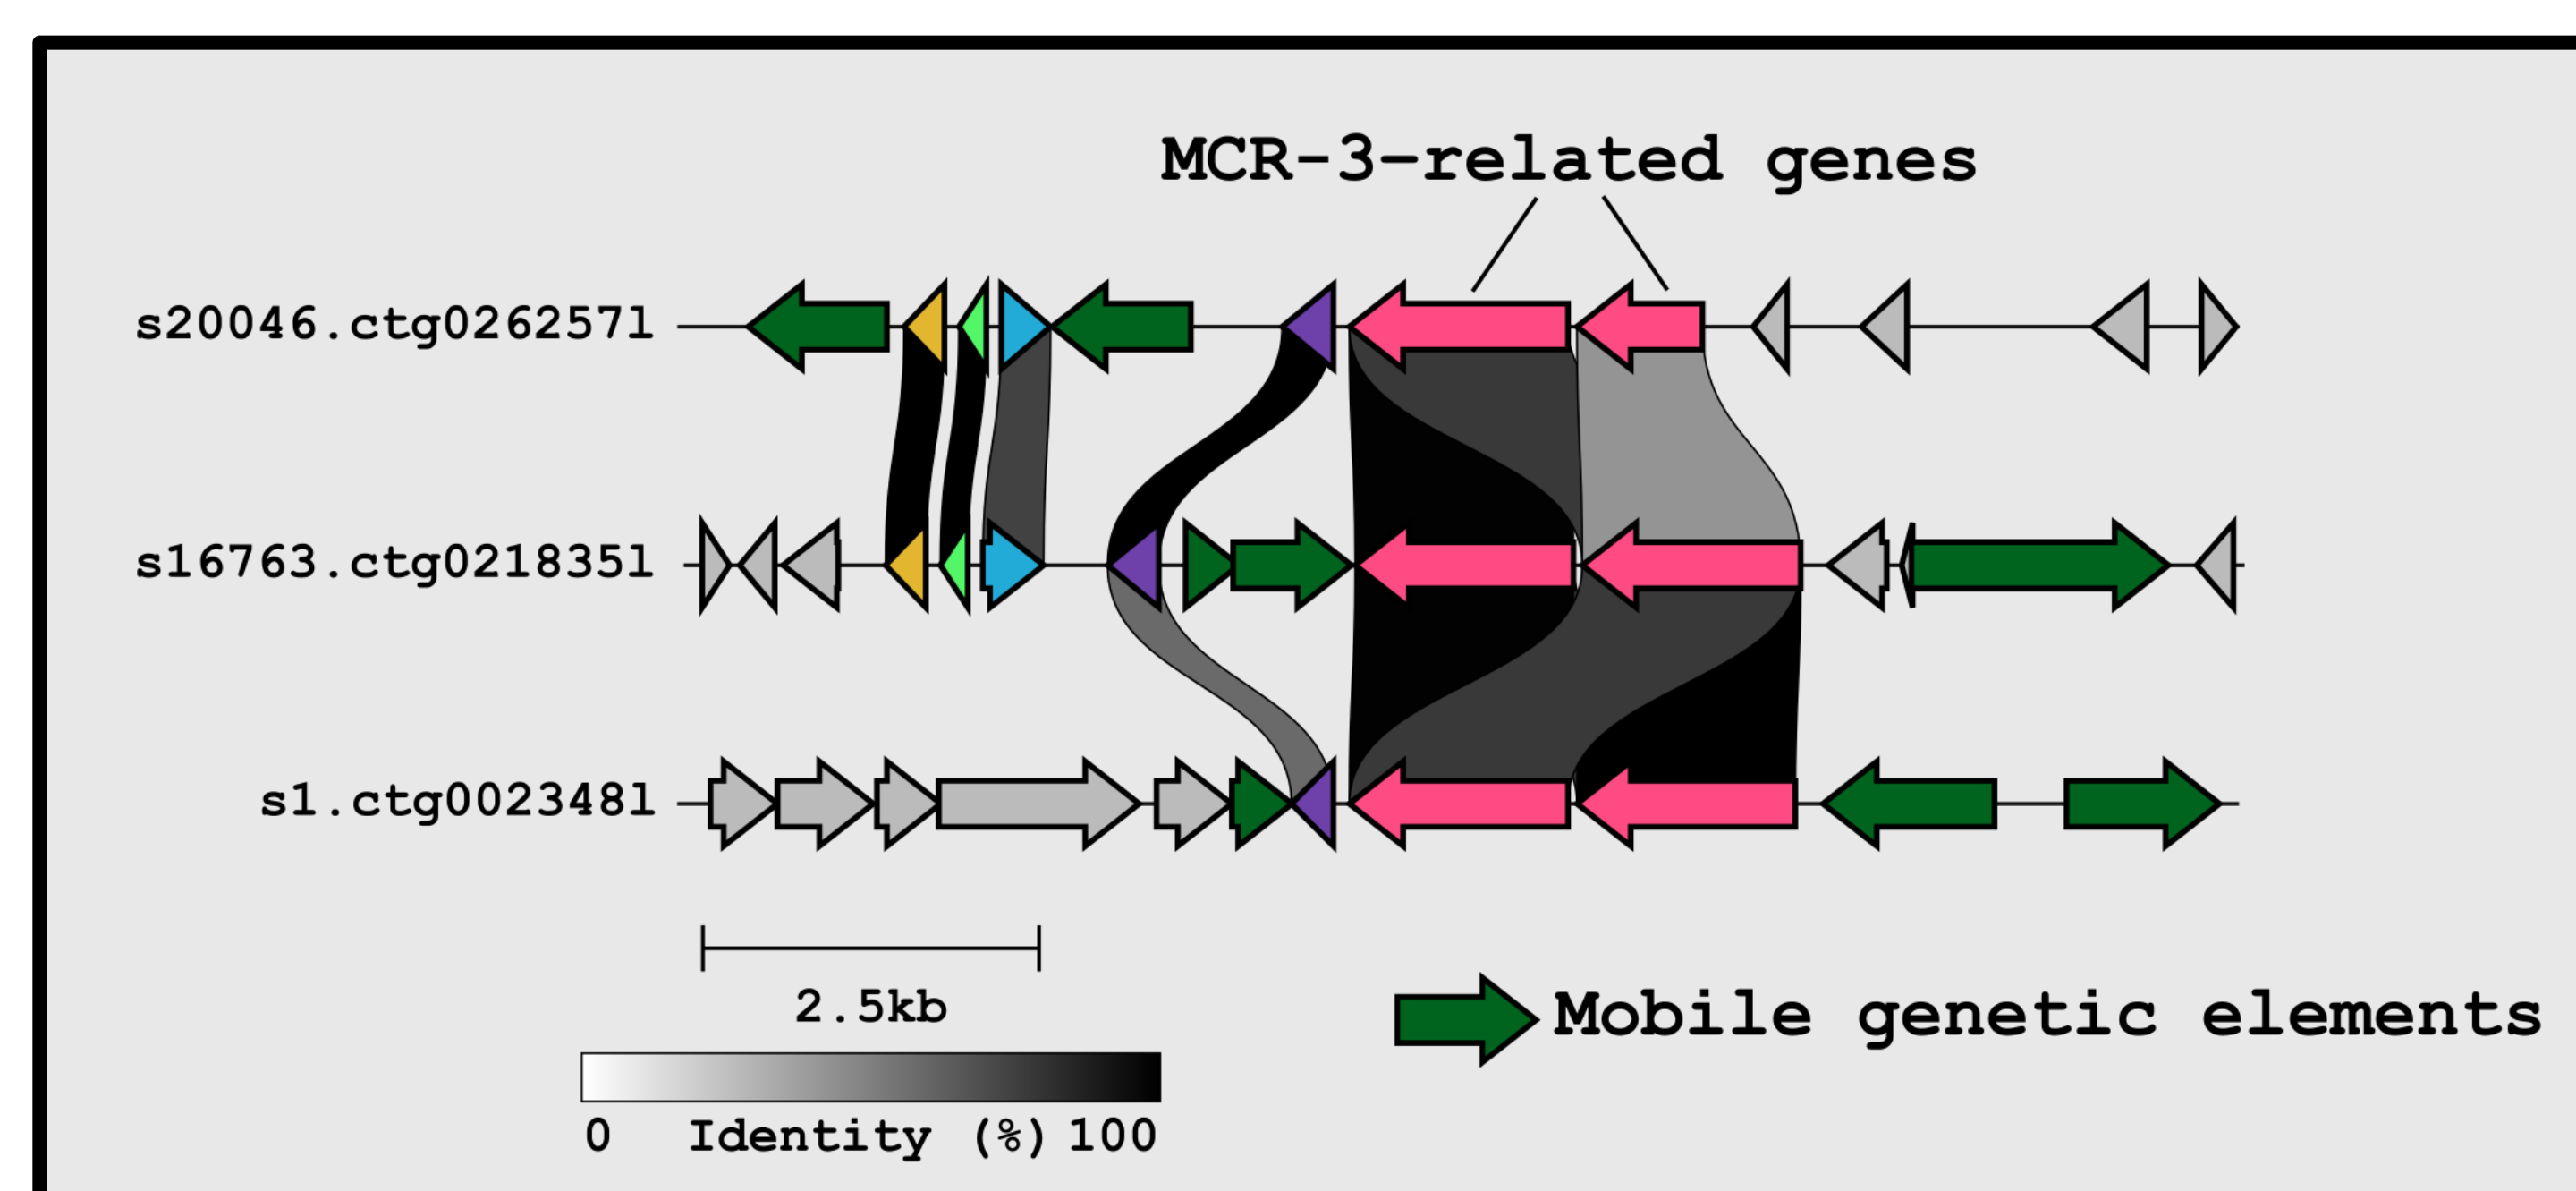 MCR-3-related genes
s20046.ctg026257l
s16763.ctg021835l
s1.ctg002348l
2.5kb
Mobile genetic elements
0 Identity (%) 100